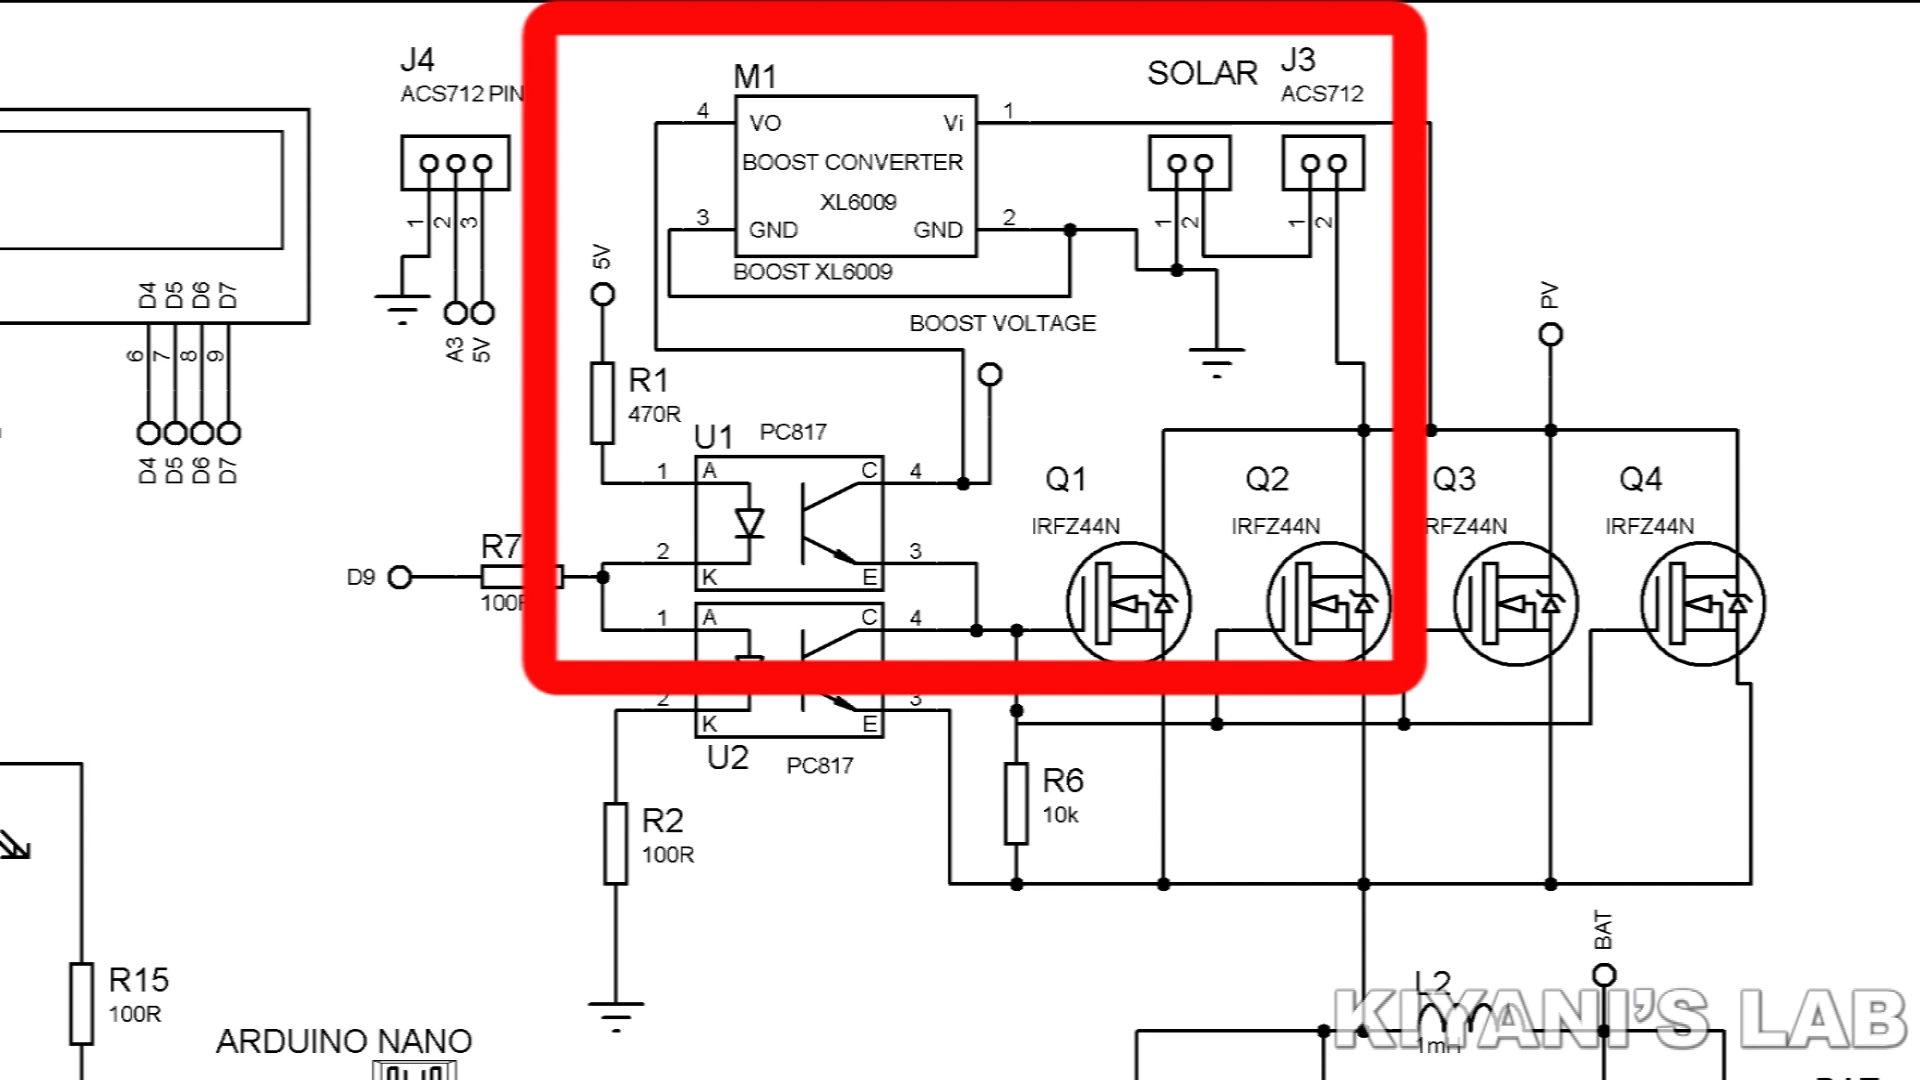 J4
ACS712 PIN
1
2
3
A3
5V
D4
D5
D6
D7
6
7
8
9
D4
D5
D6
D7
M1
4
VO
Vi
1
BOOST CONVERTER
XL6009
3
GND
GND
2
BOOST XL6009
SOLAR
1
2
J3
ACS712
1
2
5V
BOOST VOLTAGE
R1
470R
U1
PC817
1
A
C
4
2
K
E
3
D9
R7
1
A
C
4
2
K
E
3
U2
PC817
R2
100R
R6
10k
Q1
IRFZ44N
Q2
IRFZ44N
Q3
RFZ44N
Q4
IRFZ44N
PV
BAT
L2
R15
100R
ARDUINO NANO
KIYANI'S LAB